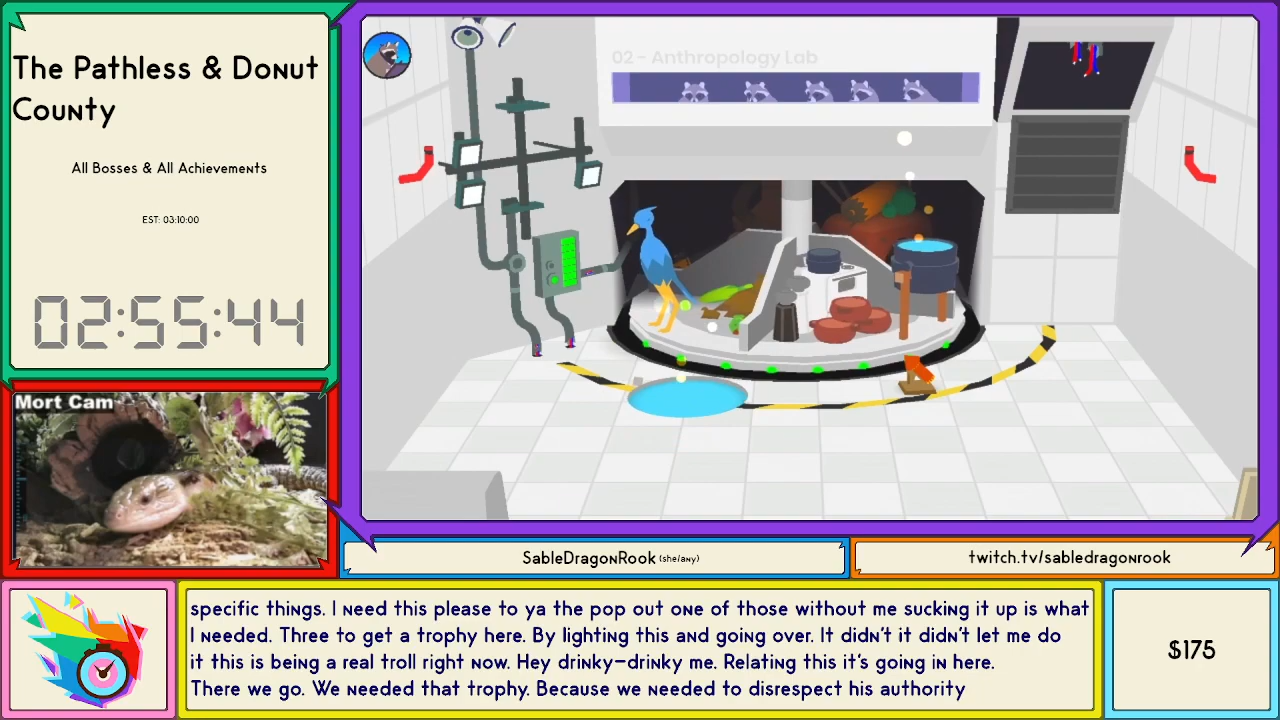 The Pathless & Donut
County
All Bosses & All Achievements
EST: 03:10:00
02:55:44
Mort Cam
02 - Anthropology Lab
SableDragonRook (she/any)
twitch.tv/sabledragonrook
specific things. I need this please to ya the pop out one of those without me sucking it up is what
I needed. Three to get a trophy here. By lighting this and going over. It didn't it didn't let me do
it this is being a real troll right now. Hey drinky-drinky me. Relating this it's going in here.
There we go. We needed that trophy. Because we needed to disrespect his authority
$175